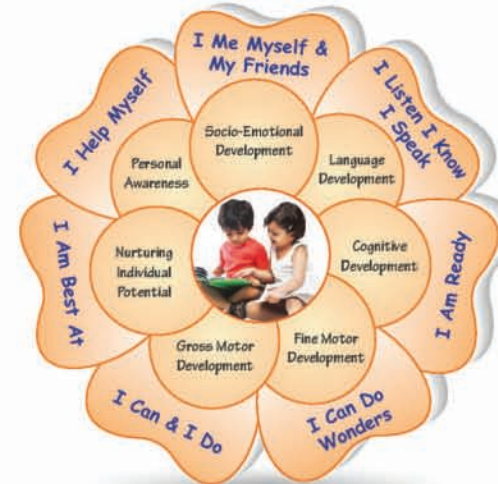 I Me Myself &
My Friends
Socio-Emotional
Development
I Listen I Know
I Speak
Language
Development
I Am Ready
Cognitive
Development
I Can Do
Wonders
Fine Motor
Development
I Can & I Do
Gross Motor
Development
I Am Best At
Nurturing
Individual
Potential
I Help Myself
Personal
Awareness